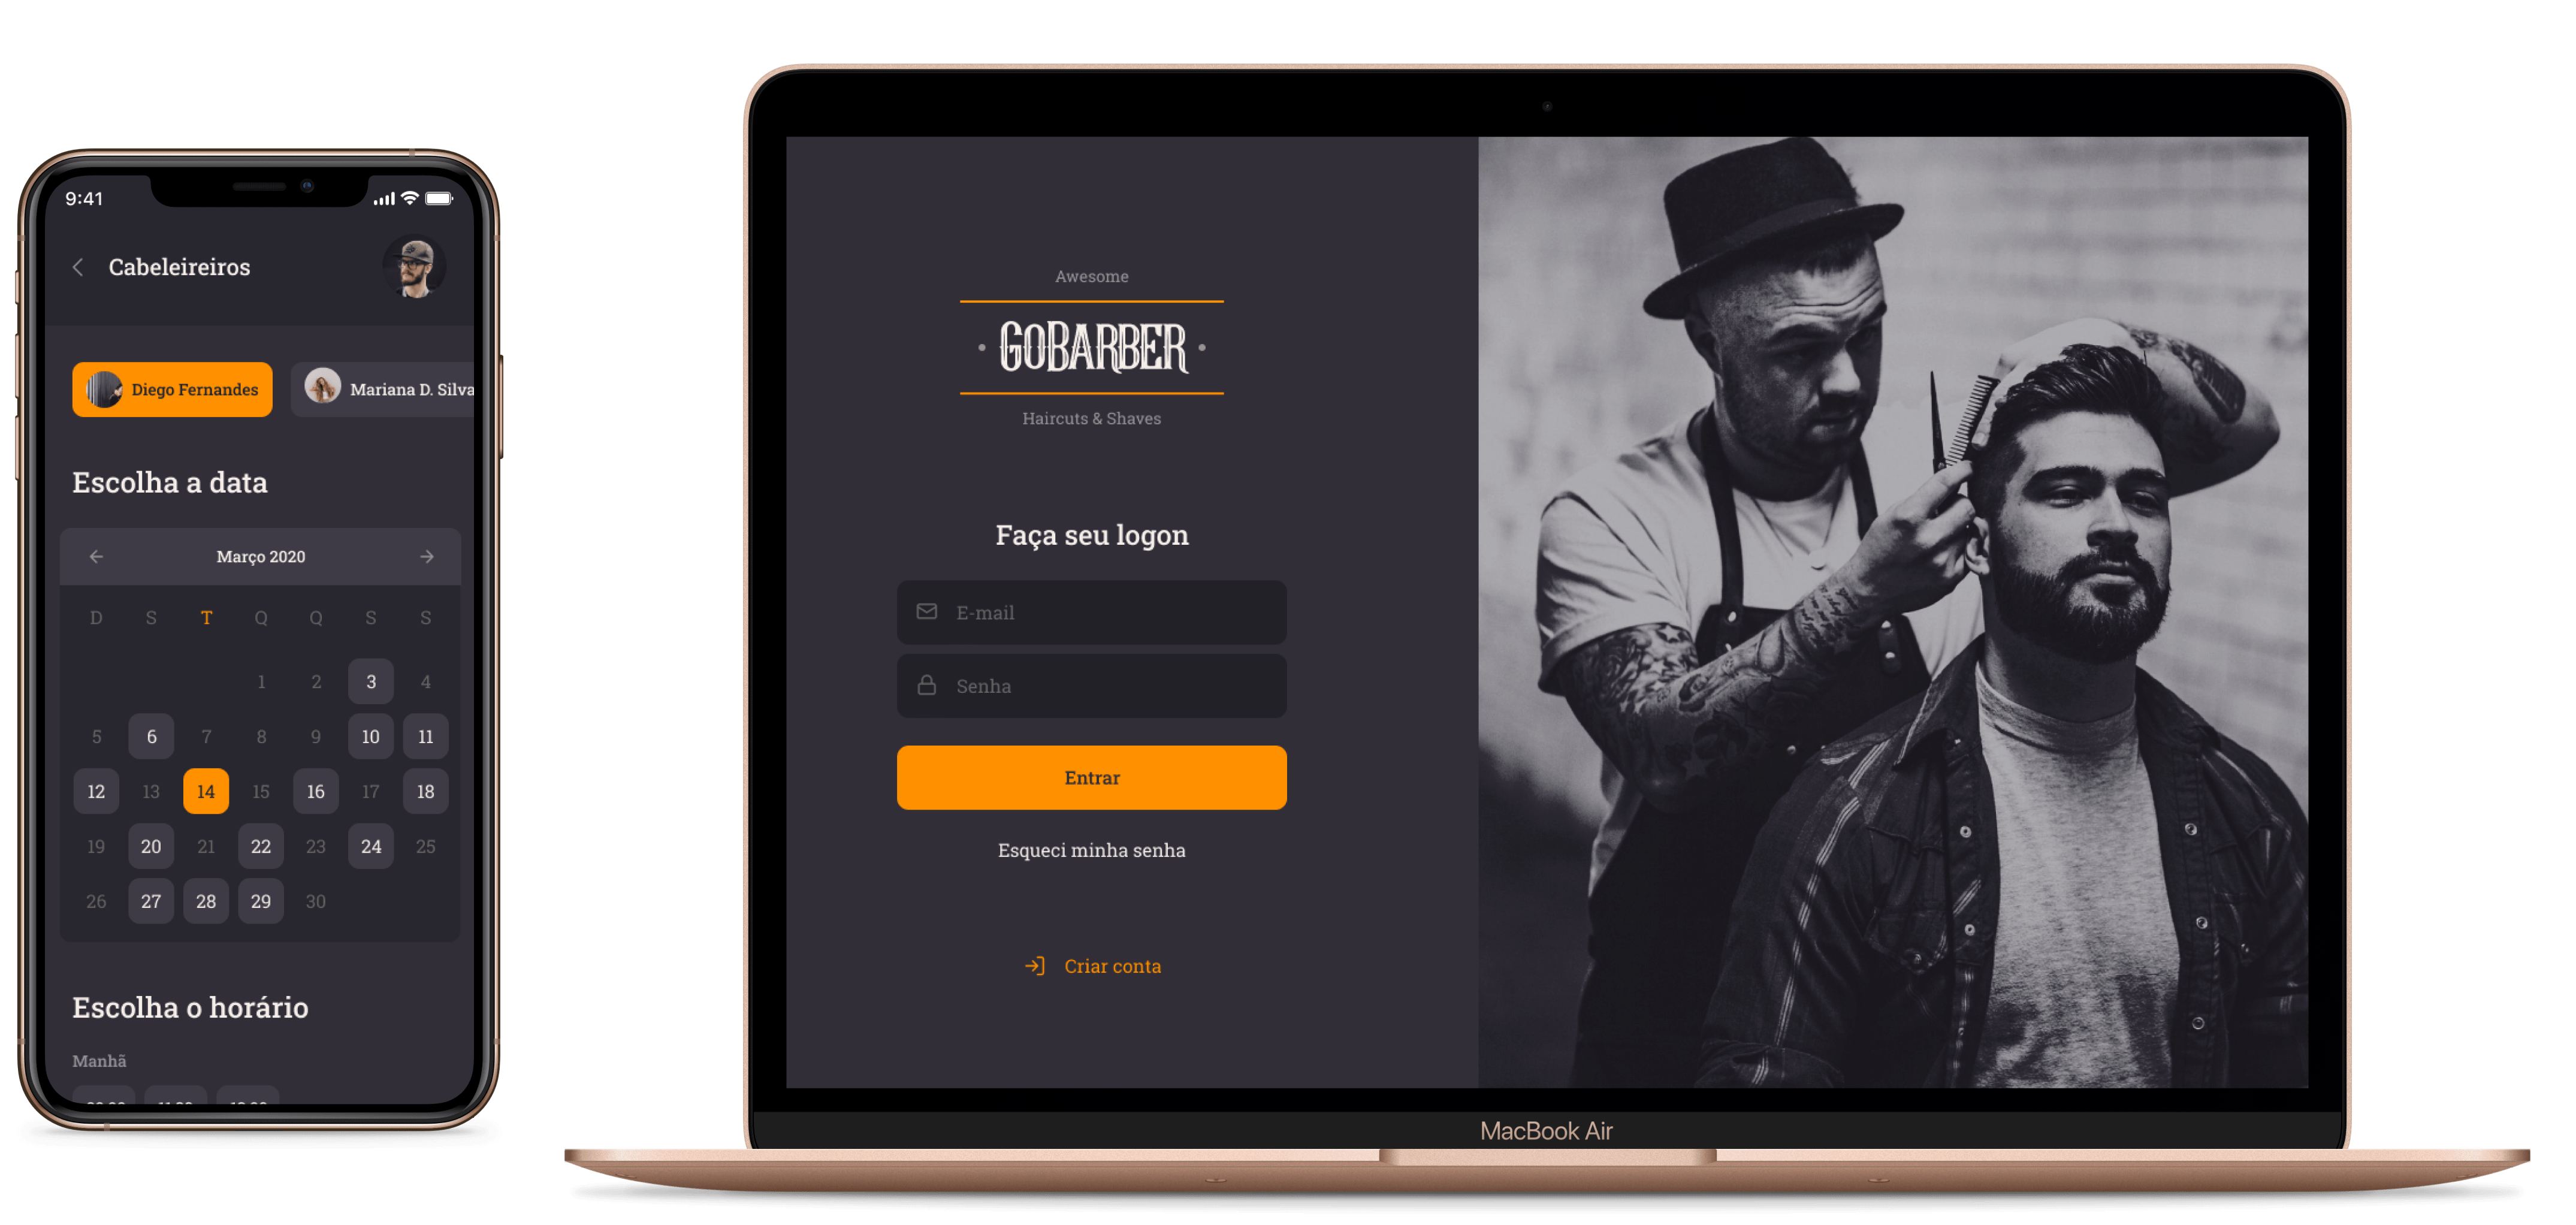 9:41
Cabeleireiros
Diego Fernandes
Mariana D. Silva
Escolha a data
Março 2020
D S T Q Q S S
1 2 3 4
5 6 7 8 9 10 11
12 13 14 15 16 17 18
19 20 21 22 23 24 25
26 27 28 29 30
Escolha o horário
Manhã
Awesome
GOBARBER
Haircuts & Shaves
Faça seu logon
E-mail
Senha
Entrar
Esqueci minha senha
Criar conta
MacBook Air